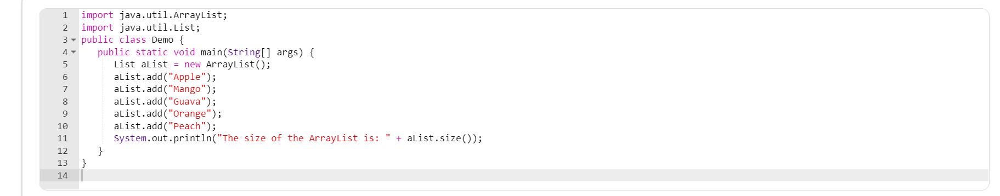 1 import java.util.ArrayList;
2 import java.util.List;
3 public class Demo {
4    public static void main(String[] args) {
5       List aList = new ArrayList();
6       aList.add("Apple");
7       aList.add("Mango");
8       aList.add("Guava");
9       aList.add("Orange");
10       aList.add("Peach");
11       System.out.println("The size of the ArrayList is: " + aList.size());
12    }
13 }
14